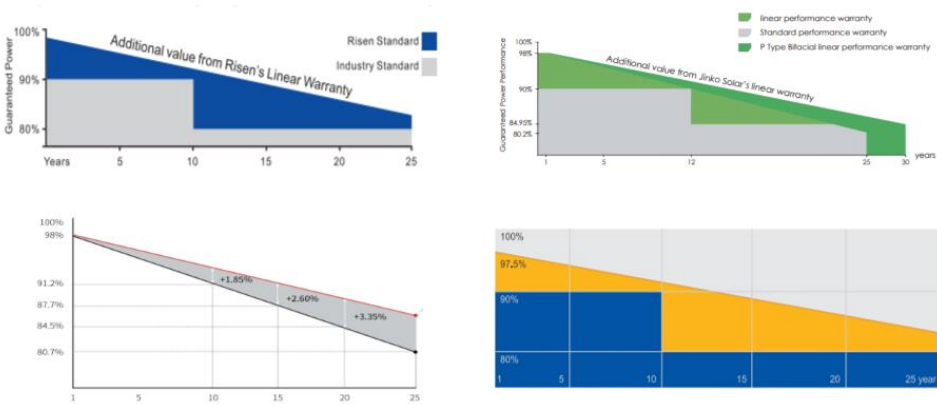 100%
90%
80%
Guaranteed Power
Additional value from Risen's Linear Warranty
Risen Standard
Industry Standard
Years 5 10 15 20 25
linear performance warranty
Standard performance warranty
P Type Bifacial linear performance warranty
100%
98%
90%
84.95%
80.2%
Guaranteed Power Performance
Additional value from Jinko Solar's linear warranty
1 5 12 25 30 years
100%
98%
91.2%
87.7%
84.5%
80.7%
+1.85%
+2.60%
+3.35%
1 5 10 15 20 25
100%
97.5%
90%
80%
1 5 10 15 20 25 year